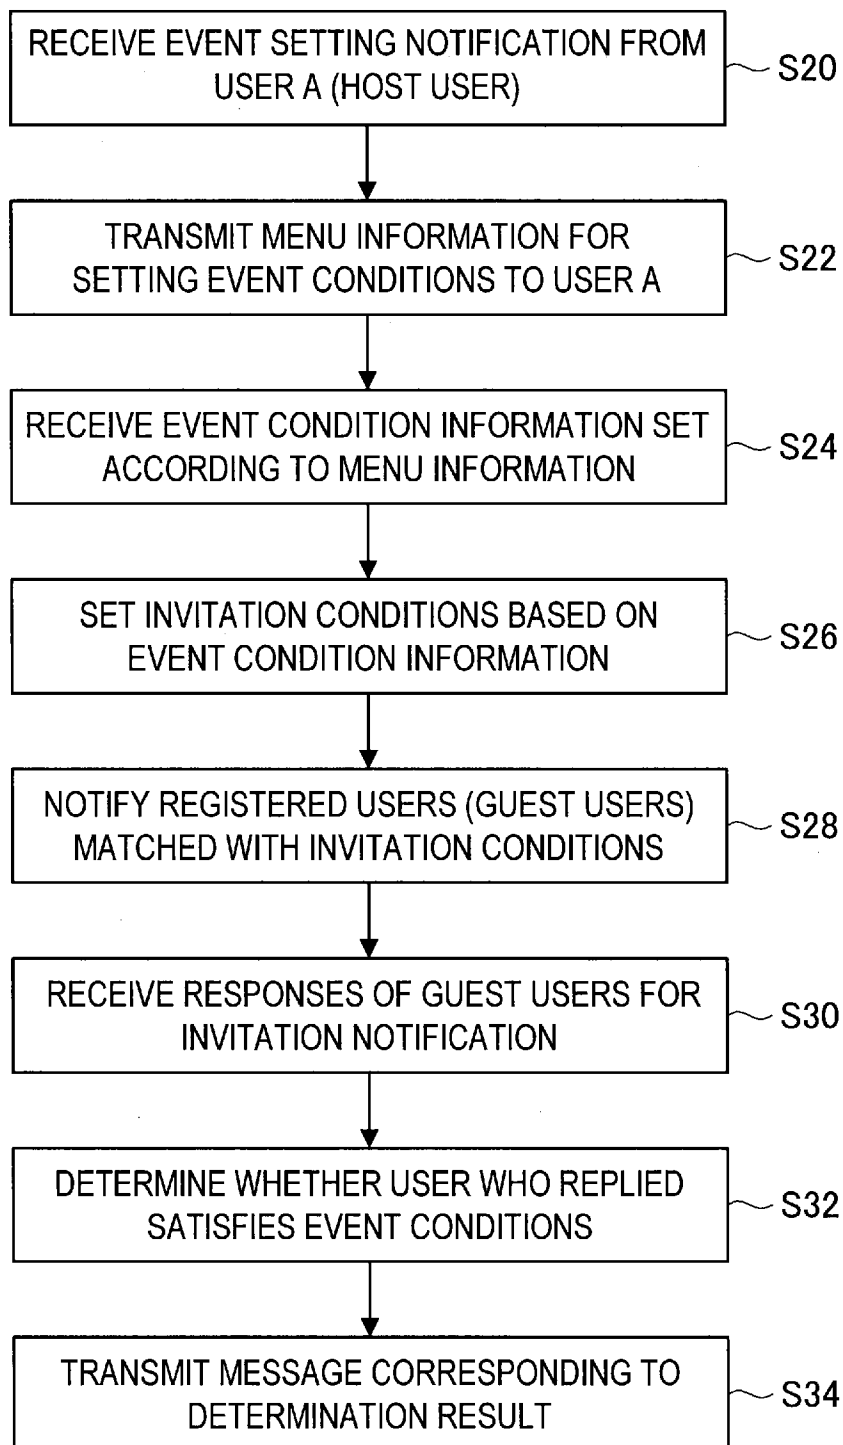 RECEIVE EVENT SETTING NOTIFICATION FROM
USER A (HOST USER)
S20
TRANSMIT MENU INFORMATION FOR
SETTING EVENT CONDITIONS TO USER A
S22
RECEIVE EVENT CONDITION INFORMATION SET
ACCORDING TO MENU INFORMATION
S24
SET INVITATION CONDITIONS BASED ON
EVENT CONDITION INFORMATION
S26
NOTIFY REGISTERED USERS (GUEST USERS)
MATCHED WITH INVITATION CONDITIONS
S28
RECEIVE RESPONSES OF GUEST USERS FOR
INVITATION NOTIFICATION
S30
DETERMINE WHETHER USER WHO REPLIED
SATISFIES EVENT CONDITIONS
S32
TRANSMIT MESSAGE CORRESPONDING TO
DETERMINATION RESULT
S34